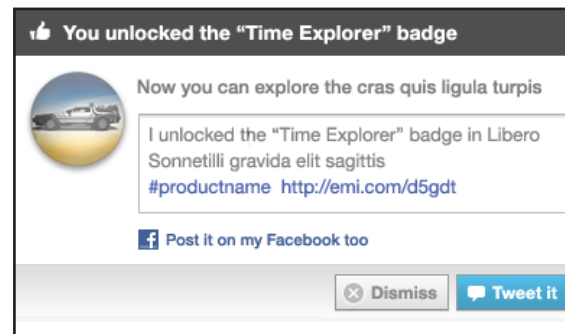 You unlocked the “Time Explorer” badge
Now you can explore the cras quis ligula turpis
I unlocked the “Time Explorer” badge in Libero
Sonnetilli gravida elit sagittis
#productname http://emi.com/d5gdt
Post it on my Facebook too
Dismiss
Tweet it